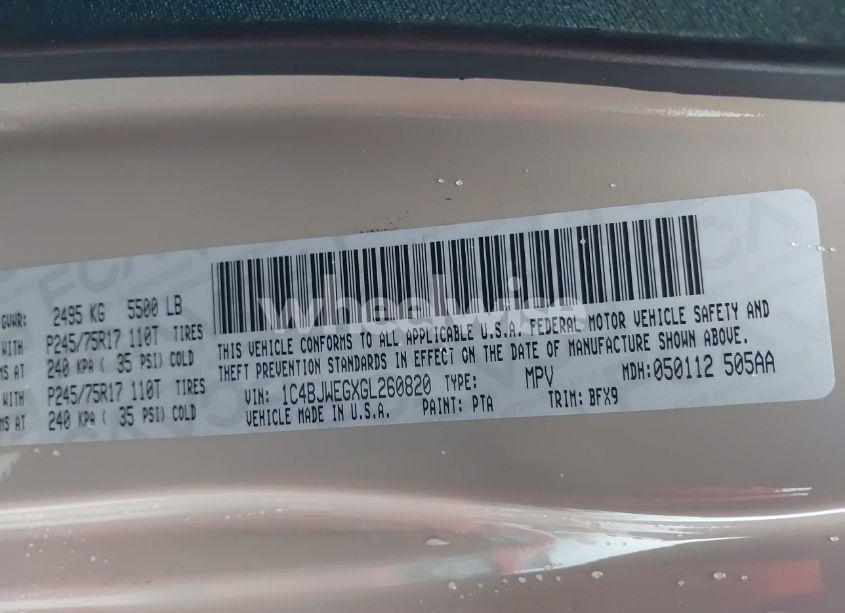 GVWR: 2495 KG 5500 LB
WITH P245/75R17 110T TIRES
MS AT 240 KPA ( 35 PSI) COLD
WITH P245/75R17 110T TIRES
MS AT 240 KPA ( 35 PSI) COLD
wheelwise
THIS VEHICLE CONFORMS TO ALL APPLICABLE U.S.A. FEDERAL MOTOR VEHICLE SAFETY AND
THEFT PREVENTION STANDARDS IN EFFECT ON THE DATE OF MANUFACTURE SHOWN ABOVE.
VIN: 1C4BJWEGXGL260820 TYPE: MPV MDH:050112 505AA
VEHICLE MADE IN U.S.A. PAINT: PTA TRIM: BFX9